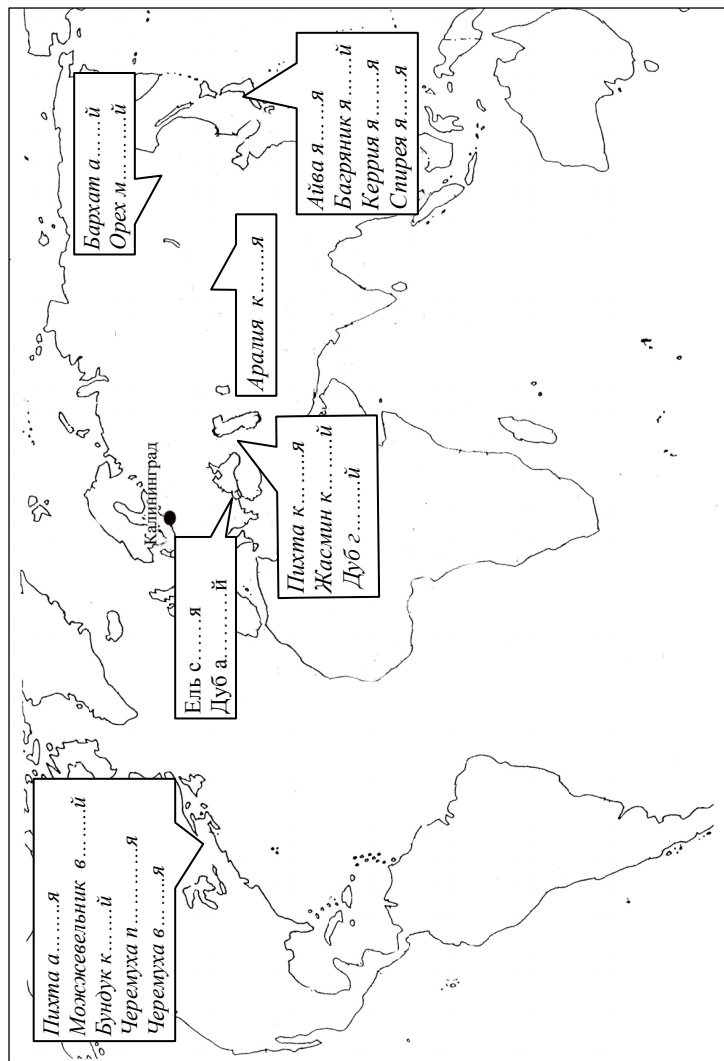 Пихта а........я
Можжевельник в........й
Бундук к.......й
Черемуха п............я
Черемуха в........я
Ель с......я
Дуб а..........й
Калининград
Пихта к........я
Жасмин к........й
Дуб г........й
Аралия к.......я
Бархат а......й
Орех м..........й
Айва я......я
Багряник я......й
Керрия я.......я
Спирея я.......я